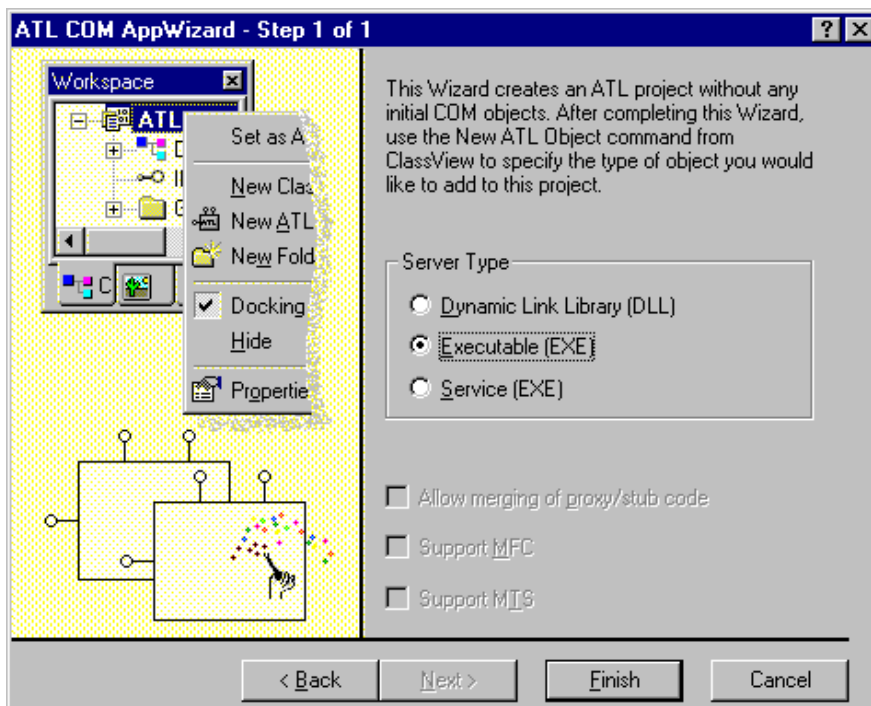 ATL COM AppWizard - Step 1 of 1
Workspace
ATL
Set as A
New Clas
New ATL
New Fold
Docking
Hide
Propertie
C
This Wizard creates an ATL project without any
initial COM objects. After completing this Wizard,
use the New ATL Object command from
ClassView to specify the type of object you would
like to add to this project.
Server Type
Dynamic Link Library (DLL)
Executable (EXE)
Service (EXE)
Allow merging of proxy/stub code
Support MFC
Support MTS
< Back
Next >
Finish
Cancel